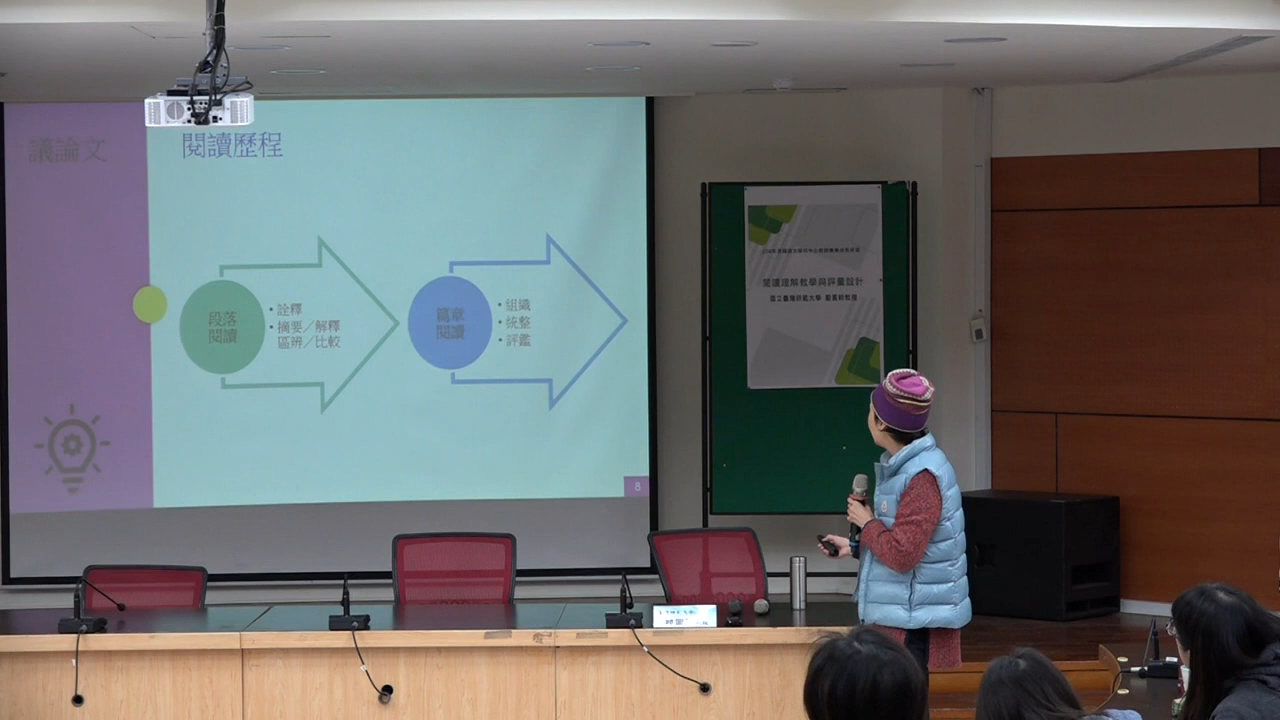 議論文
閱讀歷程
段落
閱讀
• 詮釋
• 摘要／解釋
區辨／比較
篇章
閱讀
• 組織
• 統整
• 評鑑
8
閱讀理解教學與評量設計
國立臺灣師範大學